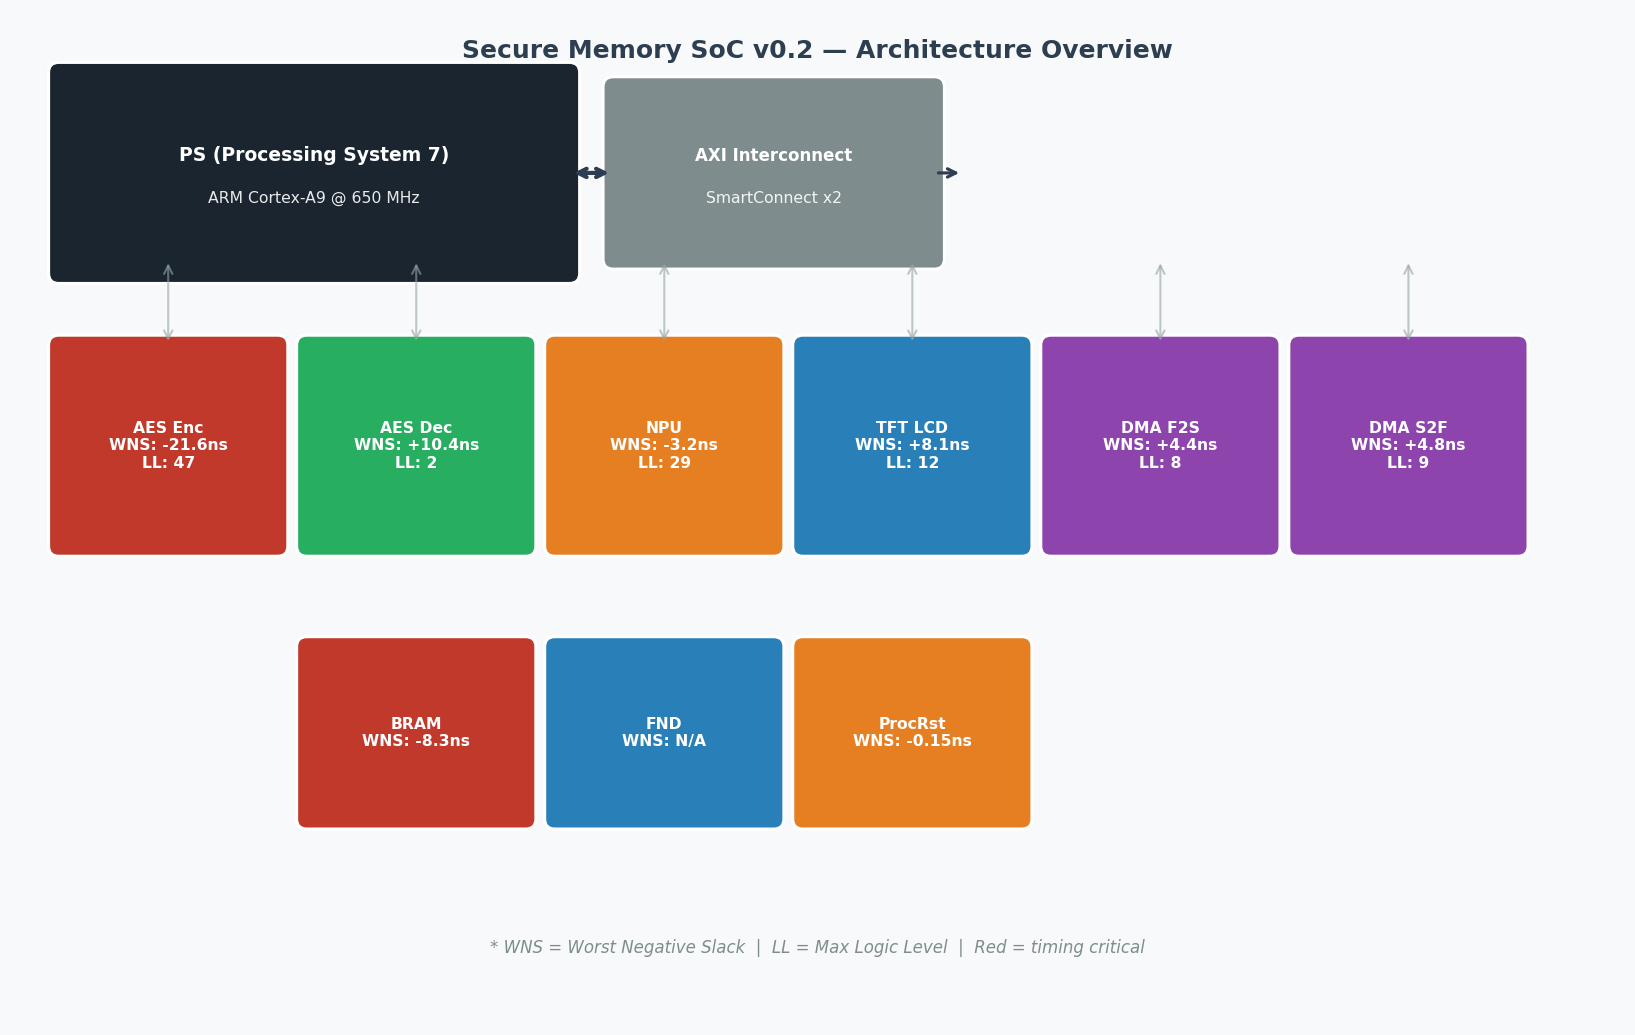 Secure Memory SoC v0.2 — Architecture Overview
PS (Processing System 7)
ARM Cortex-A9 @ 650 MHz
AXI Interconnect
SmartConnect x2
AES Enc
WNS: -21.6ns
LL: 47
AES Dec
WNS: +10.4ns
LL: 2
NPU
WNS: -3.2ns
LL: 29
TFT LCD
WNS: +8.1ns
LL: 12
DMA F2S
WNS: +4.4ns
LL: 8
DMA S2F
WNS: +4.8ns
LL: 9
BRAM
WNS: -8.3ns
FND
WNS: N/A
ProcRst
WNS: -0.15ns
* WNS = Worst Negative Slack | LL = Max Logic Level | Red = timing critical